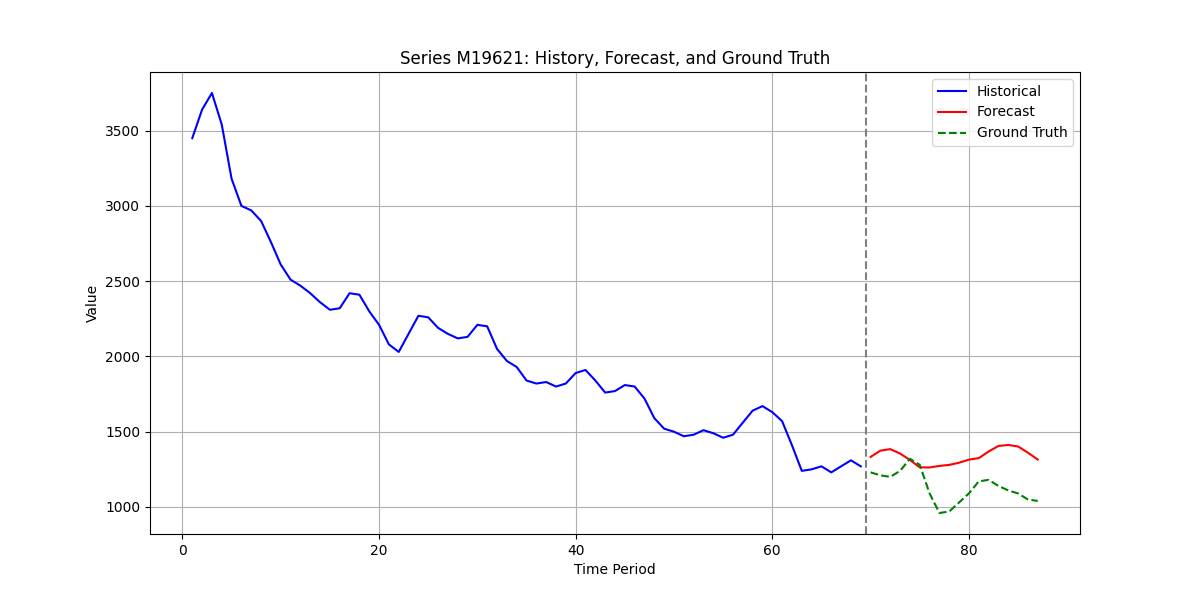 Series M19621: History, Forecast, and Ground Truth
Historical
Forecast
Ground Truth
Value
3500
3000
2500
2000
1500
1000
0
20
40
60
80
Time Period